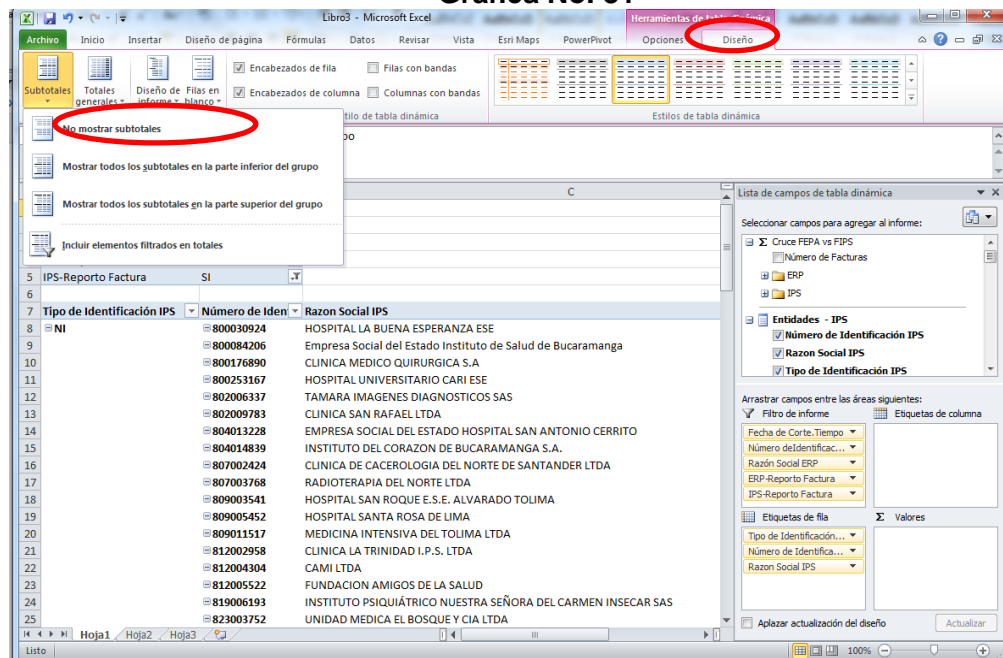 Gráfica No. 31
Libro3 - Microsoft Excel
Herramientas de tabla dinámica
Archivo Inicio Insertar Diseño de página Fórmulas Datos Revisar Vista Esri Maps PowerPivot Opciones Diseño
Subtotales Totales generales Diseño de informe Filas en blanco
Encabezados de fila Filas con bandas
Encabezados de columna Columnas con bandas
tilo de tabla dinámica Estilos de tabla dinámica
No mostrar subtotales
Mostrar todos los subtotales en la parte inferior del grupo
Mostrar todos los subtotales en la parte superior del grupo
Incluir elementos filtrados en totales
po
C
5 IPS-Reporto Factura SI
6
7 Tipo de Identificación IPS Número de Iden Razon Social IPS
8 NI 800030924 HOSPITAL LA BUENA ESPERANZA ESE
9 800084206 Empresa Social del Estado Instituto de Salud de Bucaramanga
10 800176890 CLINICA MEDICO QUIRURGICA S.A
11 800253167 HOSPITAL UNIVERSITARIO CARI ESE
12 802006337 TAMARA IMAGENES DIAGNOSTICOS SAS
13 802009783 CLINICA SAN RAFAEL LTDA
14 804013228 EMPRESA SOCIAL DEL ESTADO HOSPITAL SAN ANTONIO CERRITO
15 804014839 INSTITUTO DEL CORAZON DE BUCARAMANGA S.A.
16 807002424 CLINICA DE CACEROLOGIA DEL NORTE DE SANTANDER LTDA
17 807003768 RADIOTERAPIA DEL NORTE LTDA
18 809003541 HOSPITAL SAN ROQUE E.S.E. ALVARADO TOLIMA
19 809005452 HOSPITAL SANTA ROSA DE LIMA
20 809011517 MEDICINA INTENSIVA DEL TOLIMA LTDA
21 812002958 CLINICA LA TRINIDAD I.P.S. LTDA
22 812004304 CAMI LTDA
23 812005522 FUNDACION AMIGOS DE LA SALUD
24 819006193 INSTITUTO PSIQUIÁTRICO NUESTRA SEÑORA DEL CARMEN INSECAR SAS
25 823003752 UNIDAD MEDICA EL BOSQUE Y CIA LTDA
Hoja1 Hoja2 Hoja3
Listo 100%
Lista de campos de tabla dinámica
Seleccionar campos para agregar al informe:
Σ Cruce FEPA vs FIPS
Número de Facturas
ERP
IPS
Entidades - IPS
Número de Identificación IPS
Razon Social IPS
Tipo de Identificación IPS
Arrastrar campos entre las áreas siguientes:
Filtro de informe Etiquetas de columna
Fecha de Corte.Tiempo
Número deIdentificac...
Razón Social ERP
ERP-Reporto Factura
IPS-Reporto Factura
Etiquetas de fila Σ Valores
Tipo de Identificación...
Número de Identifica...
Razon Social IPS
Aplazar actualización del diseño Actualizar